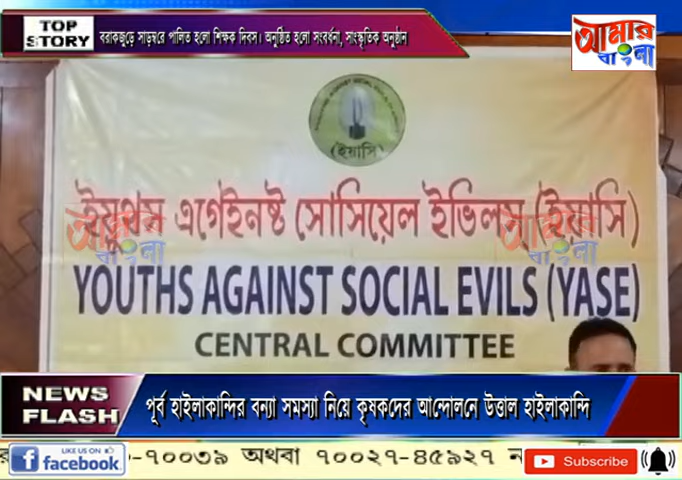 TOP STORY
বরাকজুড়ে সাড়ম্বরে পালিত হলো শিক্ষক দিবস। অনুষ্ঠিত হলো সংবর্ধনা, সাংস্কৃতিক অনুষ্ঠান
আমার বাংলা
(ইয়াসি)
ইয়ুথস্ এগেইনষ্ট সোসিয়েল ইভিলস্ (ইয়াসি)
আমার বাংলা
আমার বাংলা
YOUTHS AGAINST SOCIAL EVILS (YASE)
CENTRAL COMMITTEE
NEWS FLASH
পূর্ব হাইলাকান্দির বন্যা সমস্যা নিয়ে কৃষকদের আন্দোলনে উত্তাল হাইলাকান্দি
LIKE US ON
facebook
-৭০০৩৯ অথবা ৭০০২৭-৪৫৯২৭
Subscribe